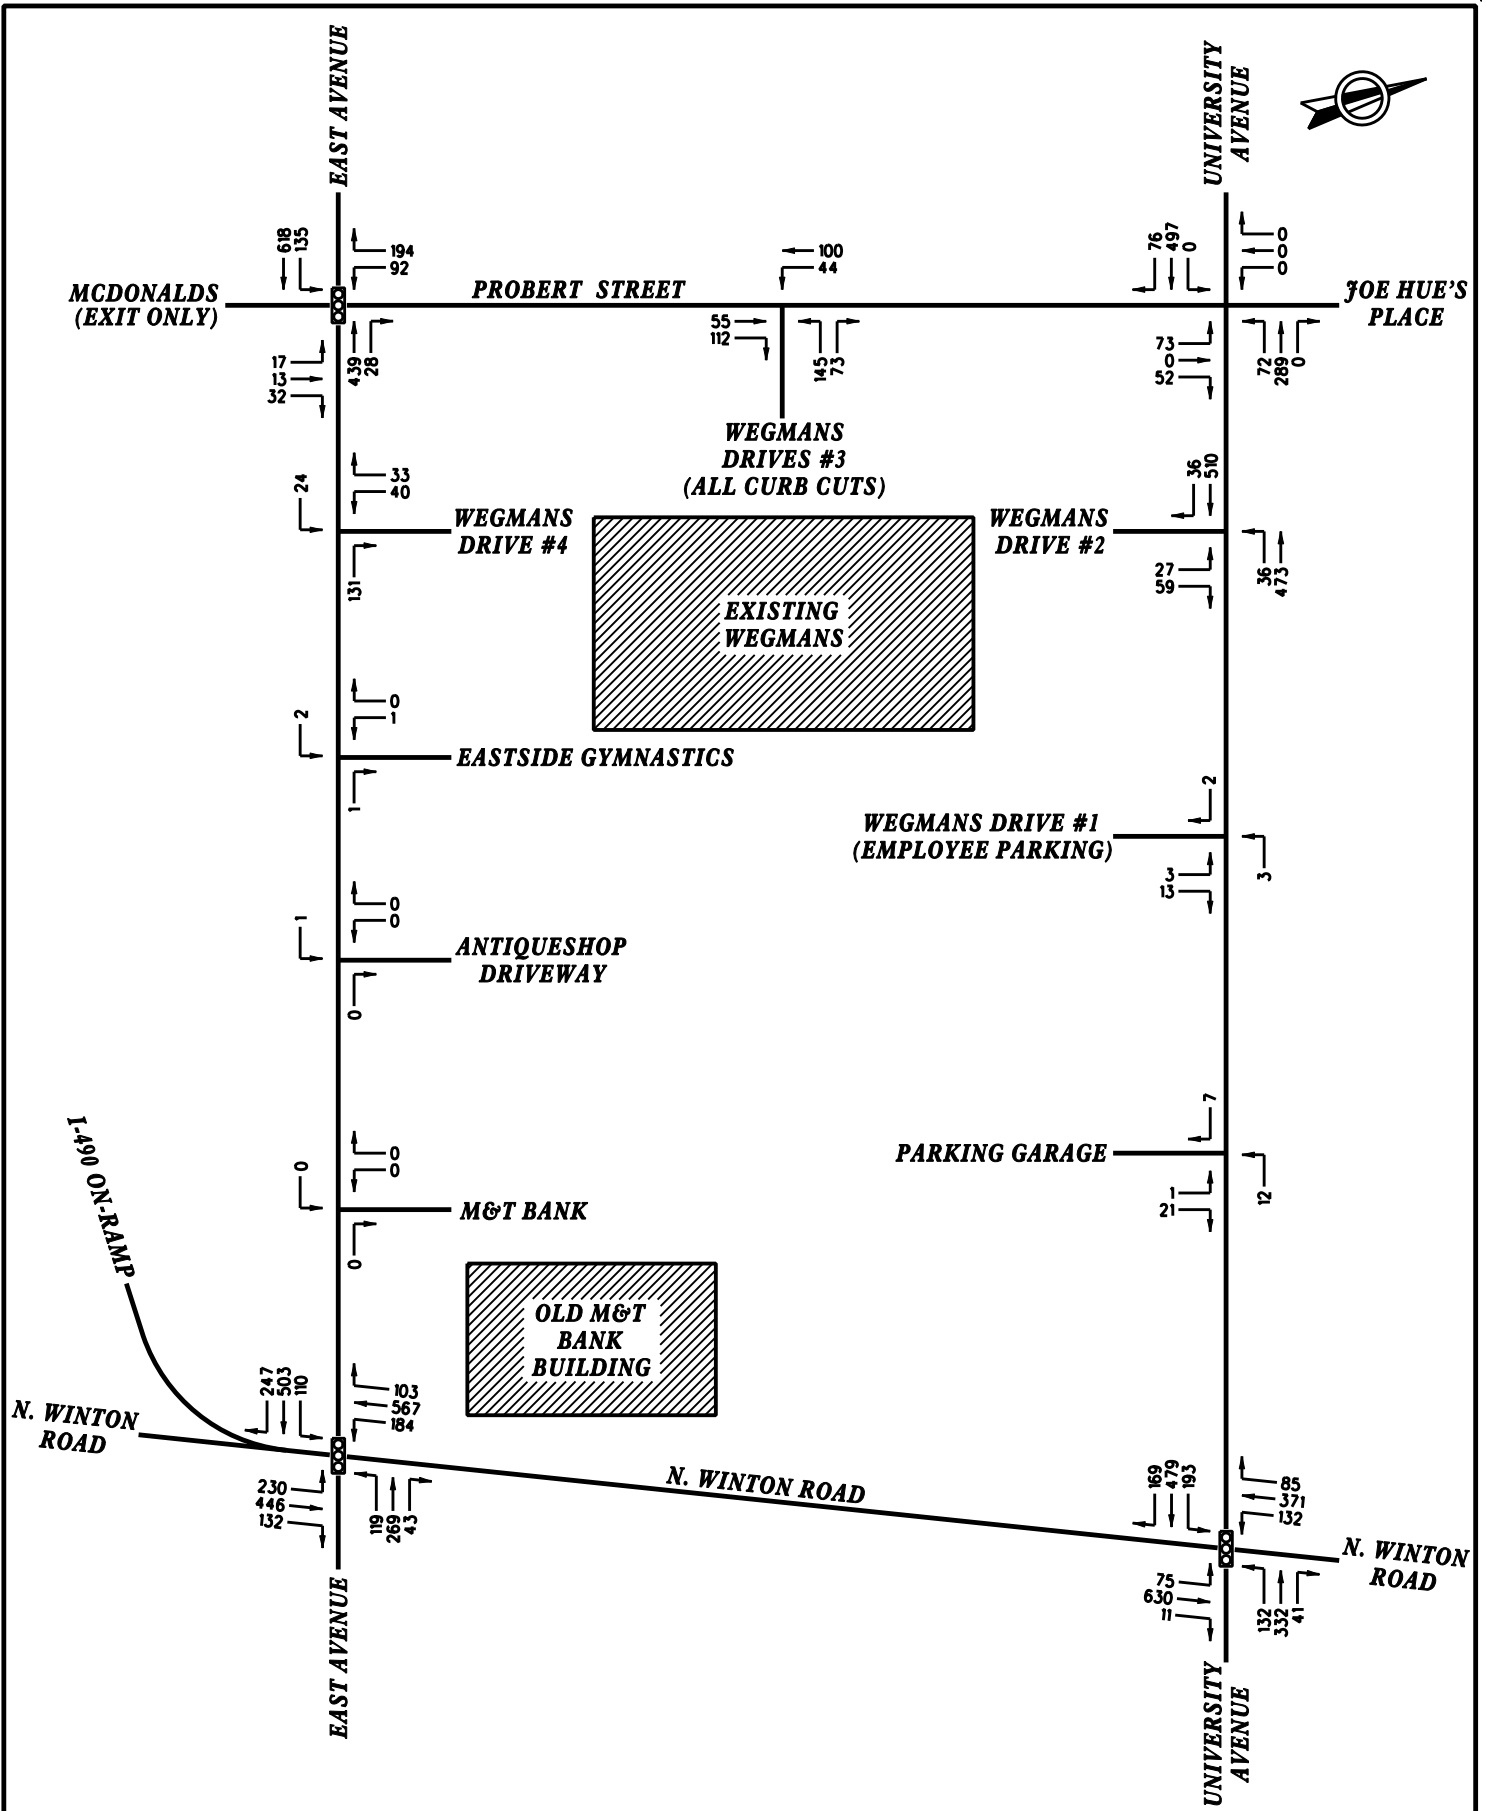 EAST AVENUE
UNIVERSITY
AVENUE
618
135
194
92
MCDONALDS
(EXIT ONLY)
PROBERT STREET
17
13
32
439
28
100
44
55
112
145
73
76
497
0
0
0
0
JOE HUE'S
PLACE
73
0
52
72
289
0
WEGMANS
DRIVES #3
(ALL CURB CUTS)
24
33
40
WEGMANS
DRIVE #4
131
36
510
WEGMANS
DRIVE #2
27
59
36
473
EXISTING
WEGMANS
2
0
1
EASTSIDE GYMNASTICS
1
2
WEGMANS DRIVE #1
(EMPLOYEE PARKING)
3
13
3
1
0
0
ANTIQUESHOP
DRIVEWAY
0
7
PARKING GARAGE
1
21
12
0
0
0
M&T BANK
0
OLD M&T
BANK
BUILDING
I-490 ON-RAMP
N. WINTON
ROAD
247
503
110
103
567
184
230
446
132
119
269
43
N. WINTON ROAD
169
479
193
85
371
132
N. WINTON
ROAD
75
630
11
132
332
41
EAST AVENUE
UNIVERSITY
AVENUE